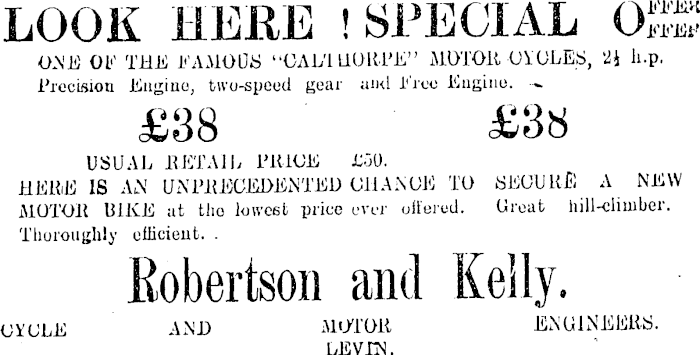 LOOK HERE ! SPECIAL OFFER
ONE OF THE FAMOUS "CALTHORPE" MOTOR CYCLES, 2½ h.p.
Precision Engine, two-speed gear and Free Engine.
£38 £38
USUAL RETAIL PRICE £50.
HERE IS AN UNPRECEDENTED CHANCE TO SECURE A NEW
MOTOR BIKE at the lowest price ever offered. Great hill-climber.
Thoroughly efficient.
Robertson and Kelly.
CYCLE AND MOTOR ENGINEERS.
LEVIN.